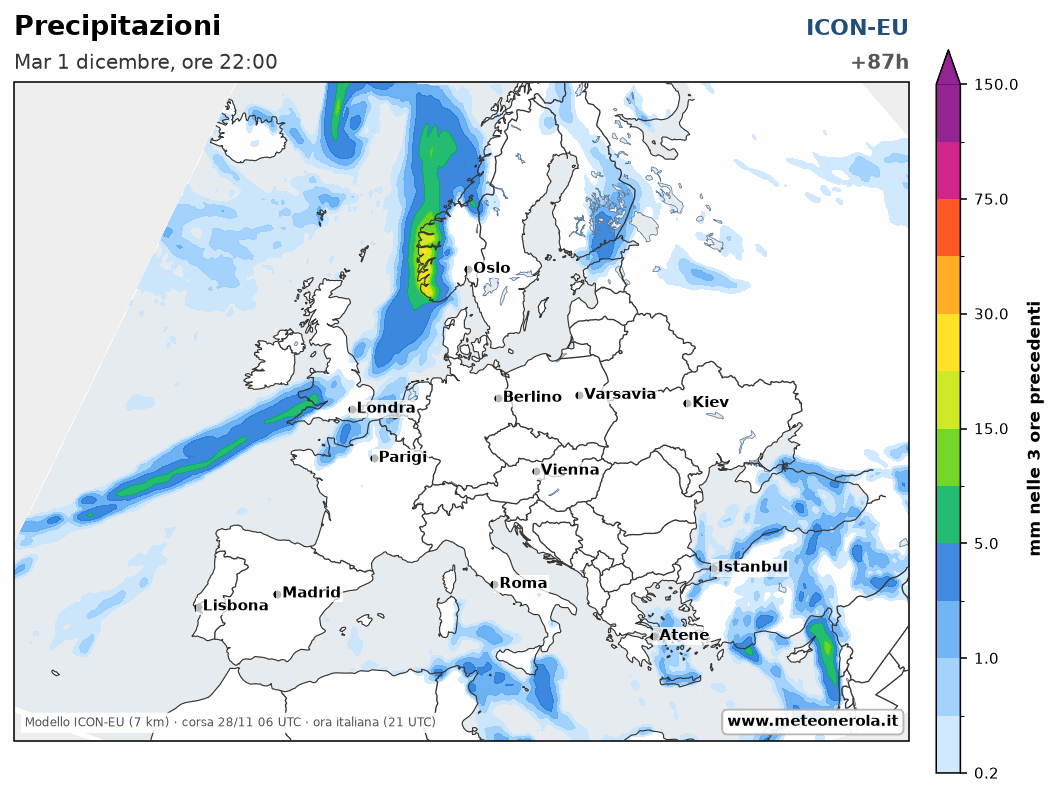 Precipitazioni
ICON-EU
Mar 1 dicembre, ore 22:00
+87h
150.0
75.0
30.0
15.0
5.0
1.0
0.2
mm nelle 3 ore precedenti
Oslo
Berlino
Varsavia
Kiev
Londra
Parigi
Vienna
Istanbul
Roma
Madrid
Lisbona
Atene
Modello ICON-EU (7 km) · corsa 28/11 06 UTC · ora italiana (21 UTC)
www.meteonerola.it